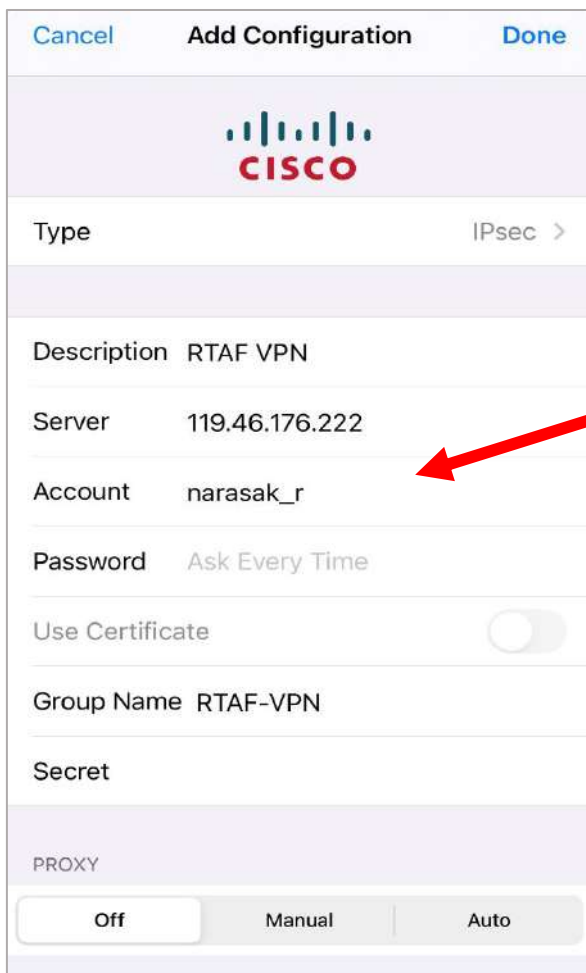 Cancel Add Configuration Done
CISCO
Type IPsec >
Description RTAF VPN
Server 119.46.176.222
Account narasak_r
Password Ask Every Time
Use Certificate
Group Name RTAF-VPN
Secret
PROXY
Off Manual Auto